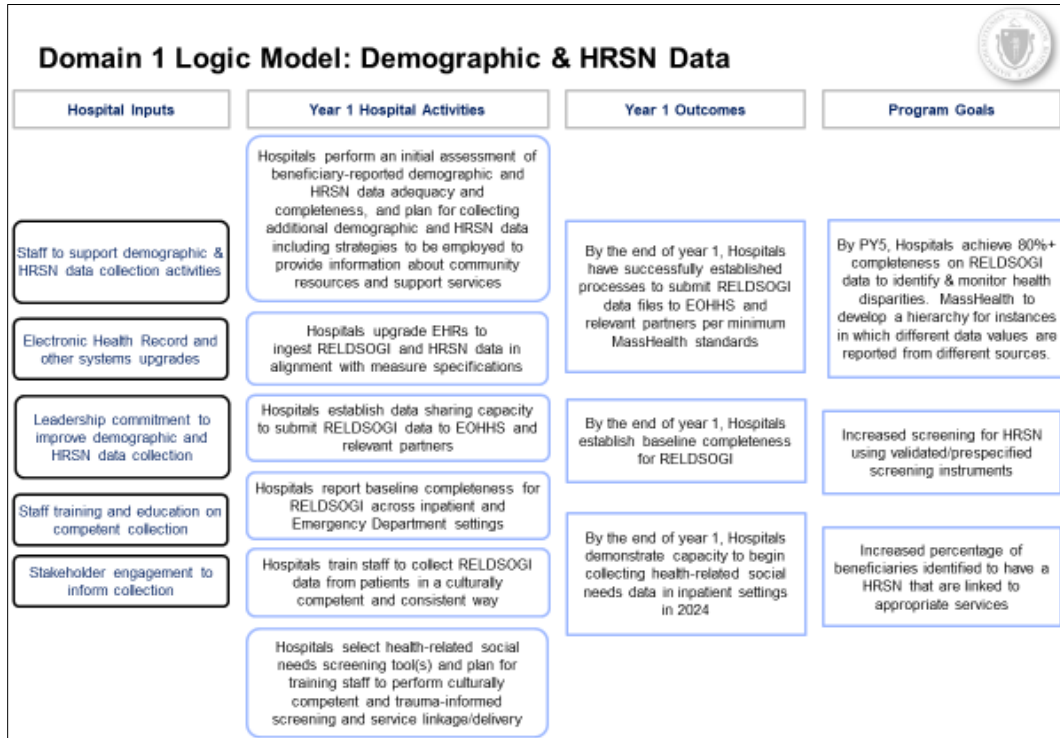 Domain 1 Logic Model: Demographic & HRSN Data
Hospital Inputs
Staff to support demographic &
HRSN data collection activities
Electronic Health Record and
other systems upgrades
Leadership commitment to
improve demographic and
HRSN data collection
Staff training and education on
competent collection
Stakeholder engagement to
inform collection
Year 1 Hospital Activities
Hospitals perform an initial assessment of
beneficiary-reported demographic and
HRSN data adequacy and
completeness, and plan for collecting
additional demographic and HRSN data
including strategies to be employed to
provide information about community
resources and support services
Hospitals upgrade EHRs to
ingest RELDSOGI and HRSN data in
alignment with measure specifications
Hospitals establish data sharing capacity
to submit RELDSOGI data to EOHHS and
relevant partners
Hospitals report baseline completeness for
RELDSOGI across inpatient and
Emergency Department settings
Hospitals train staff to collect RELDSOGI
data from patients in a culturally
competent and consistent way
Hospitals select health-related social
needs screening tool(s) and plan for
training staff to perform culturally
competent and trauma-informed
screening and service linkage/delivery
Year 1 Outcomes
By the end of year 1, Hospitals
have successfully established
processes to submit RELDSOGI
data files to EOHHS and
relevant partners per minimum
MassHealth standards
By the end of year 1, Hospitals
establish baseline completeness
for RELDSOGI
By the end of year 1, Hospitals
demonstrate capacity to begin
collecting health-related social
needs data in inpatient settings
in 2024
Program Goals
By PY5, Hospitals achieve 80%+
completeness on RELDSOGI
data to identify & monitor health
disparities. MassHealth to
develop a hierarchy for instances
in which different data values are
reported from different sources.
Increased screening for HRSN
using validated/prespecified
screening instruments
Increased percentage of
beneficiaries identified to have a
HRSN that are linked to
appropriate services